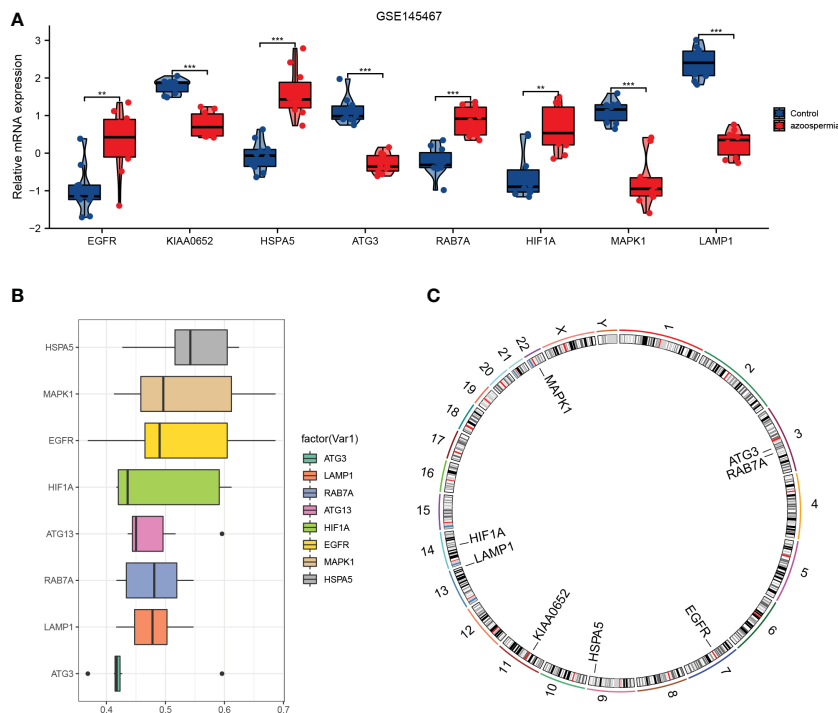 A
GSE145467
Relative mRNA expression
3
2
1
0
−1
−2
**
***
***
***
***
**
***
***
EGFR
KIAA0652
HSPA5
ATG3
RAB7A
HIF1A
MAPK1
LAMP1
Control
azoospermia
B
HSPA5
MAPK1
EGFR
HIF1A
ATG13
RAB7A
LAMP1
ATG3
0.4
0.5
0.6
0.7
factor(Var1)
ATG3
LAMP1
RAB7A
ATG13
HIF1A
EGFR
MAPK1
HSPA5
C
1
2
3
4
5
6
7
8
9
10
11
12
13
14
15
16
17
18
19
20
21
22
X
Y
MAPK1
ATG3
RAB7A
HIF1A
LAMP1
KIAA0652
HSPA5
EGFR